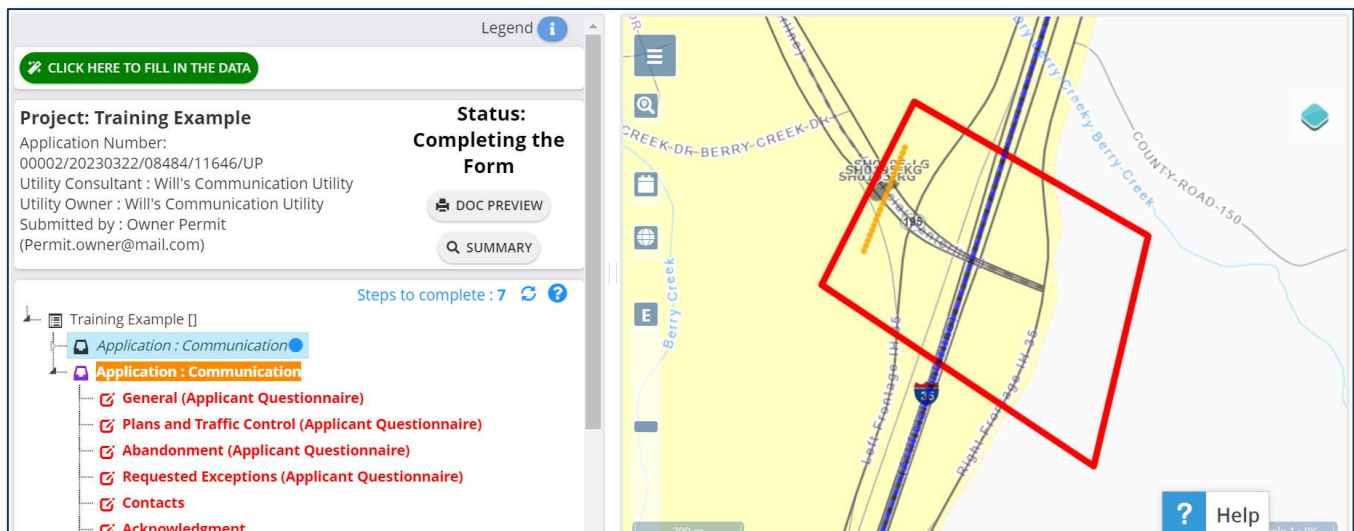 Legend
CLICK HERE TO FILL IN THE DATA
Project: Training Example
Application Number:
00002/20230322/08484/11646/UP
Utility Consultant : Will's Communication Utility
Utility Owner : Will's Communication Utility
Submitted by : Owner Permit
(Permit.owner@mail.com)
Status:
Completing the
Form
DOC PREVIEW
SUMMARY
Steps to complete : 7
Training Example []
Application : Communication
Application : Communication
General (Applicant Questionnaire)
Plans and Traffic Control (Applicant Questionnaire)
Abandonment (Applicant Questionnaire)
Requested Exceptions (Applicant Questionnaire)
Contacts
Acknowledgment
CREEK-DR-BERRY-CREEK-DR
COUNTY-ROAD-150
Berry-Creek
195
E
Left-Frontage-IH-35
Right-Frontage-IH-35
35
200 m
? Help